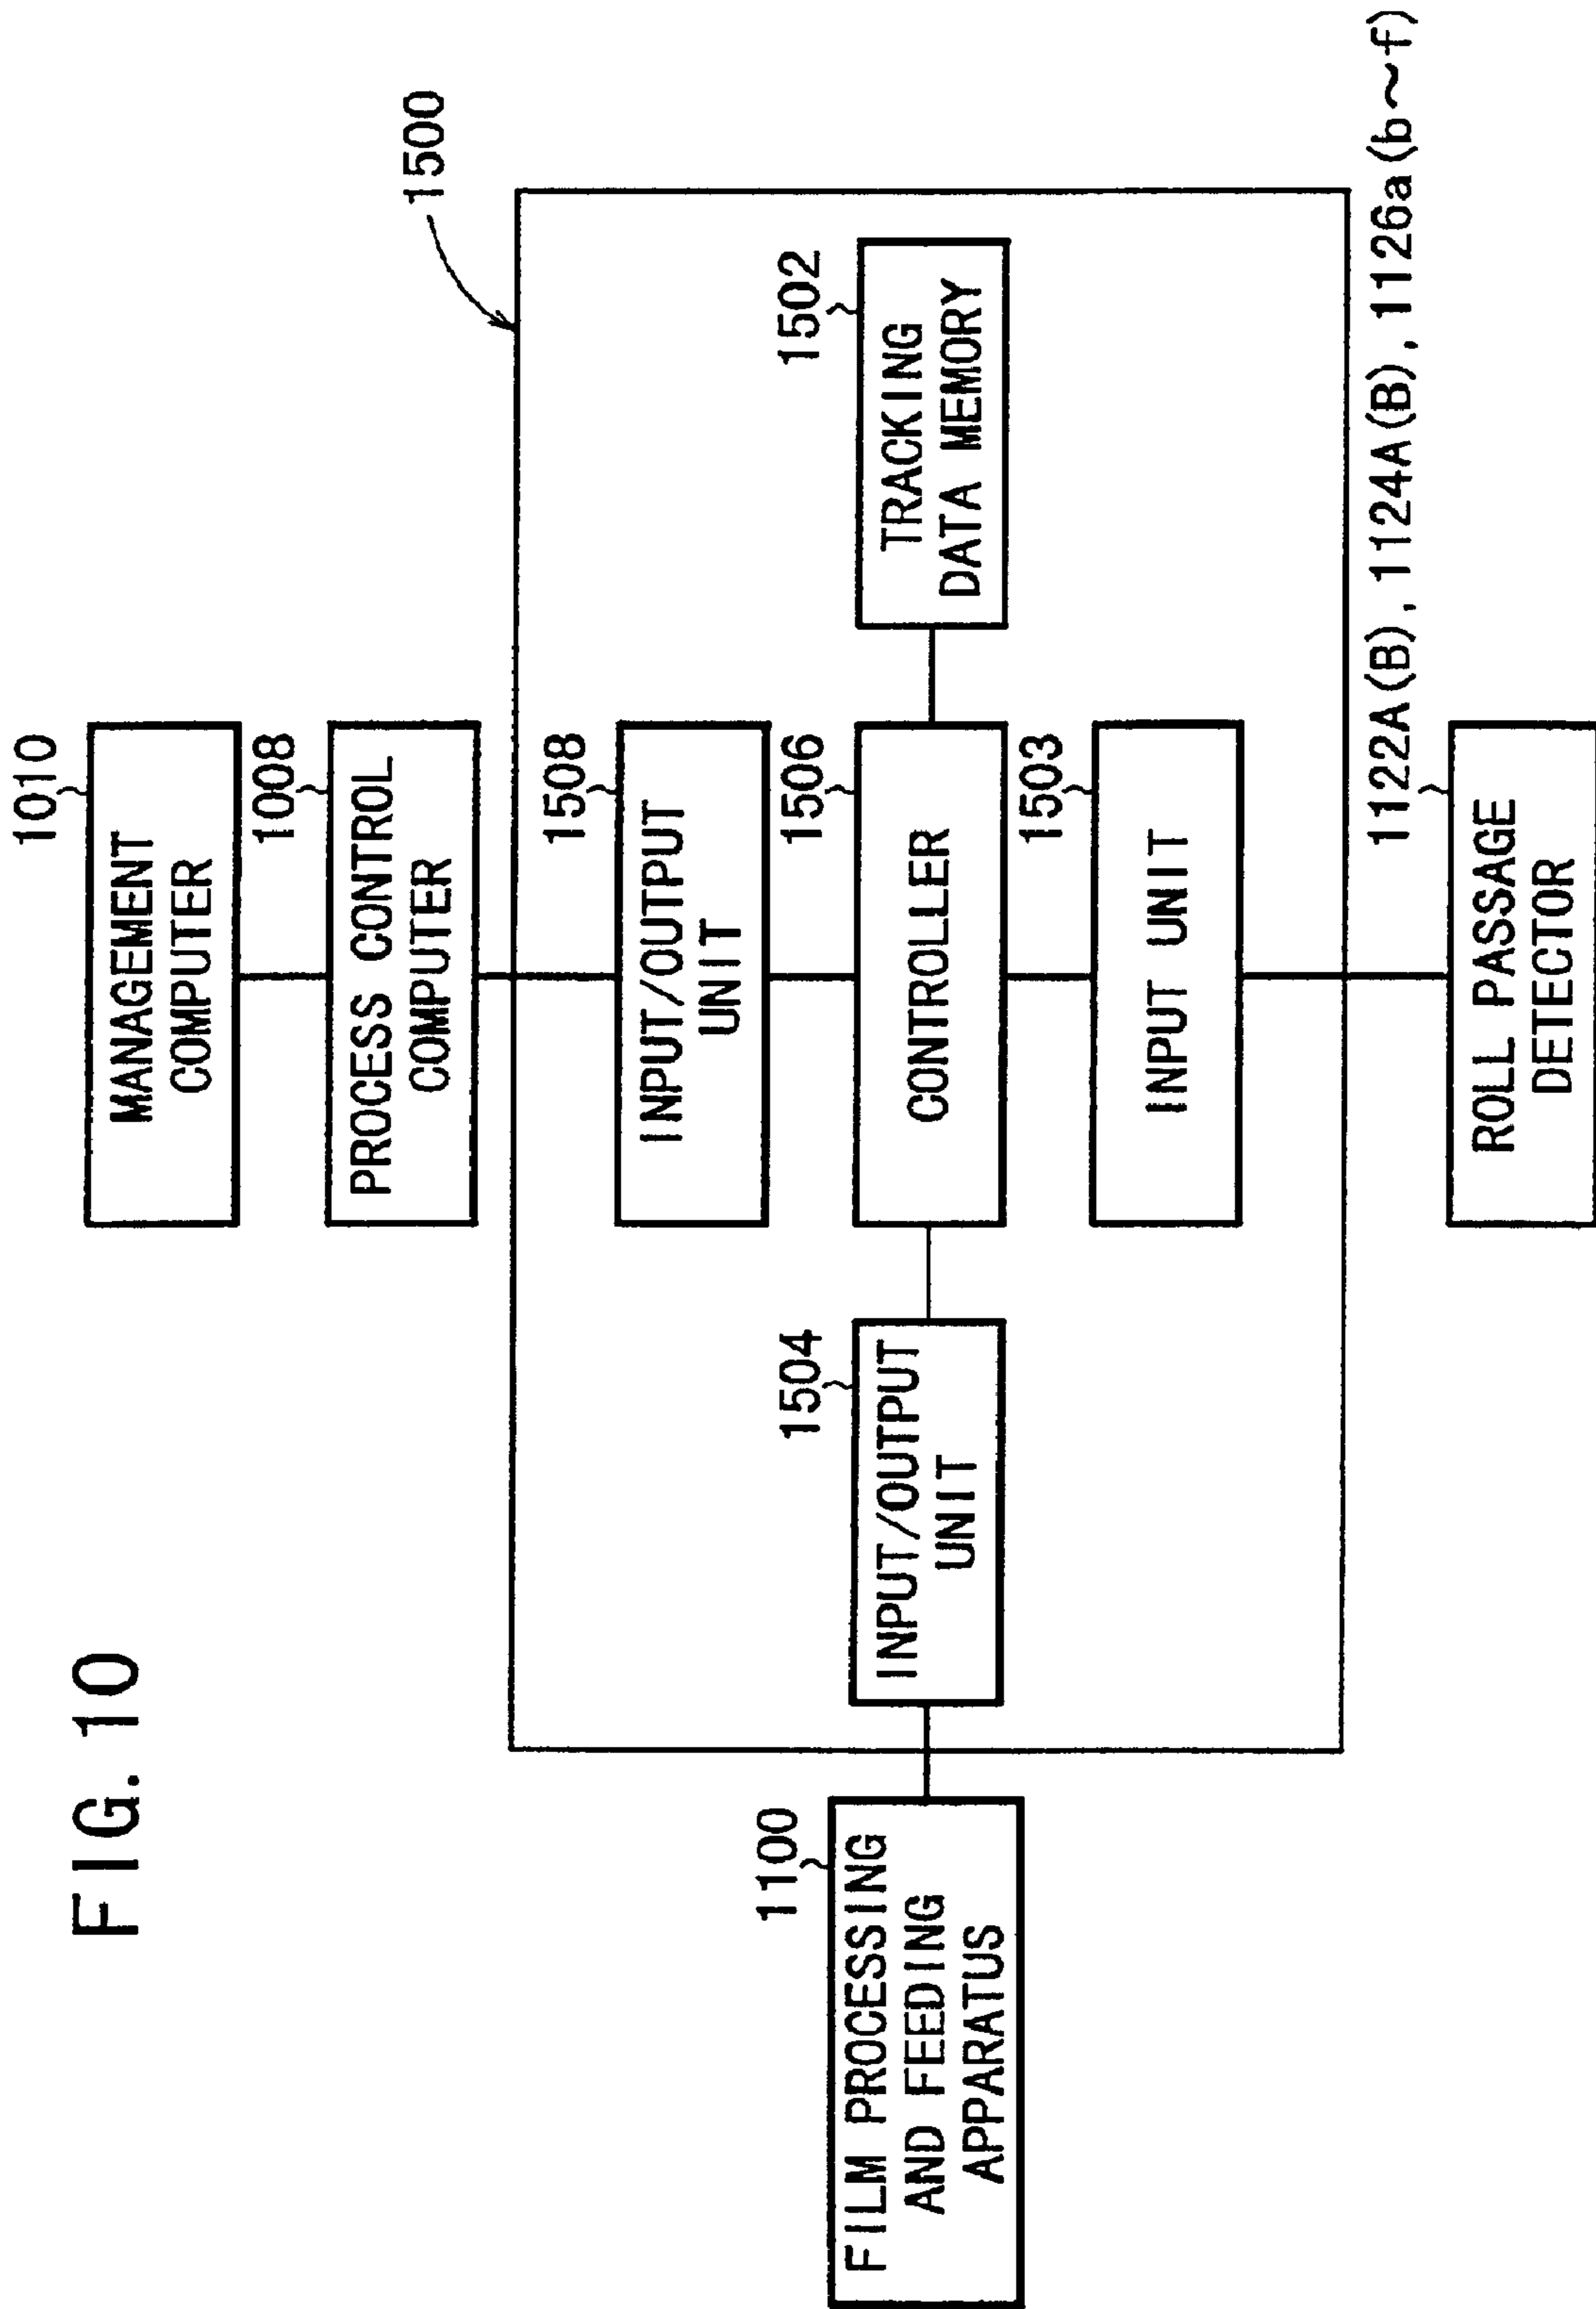 FIG. 10
1010
MANAGEMENT
COMPUTER
1008
PROCESS CONTROL
COMPUTER
1500
1508
INPUT/OUTPUT
UNIT
1100
FILM PROCESSING
AND FEEDING
APPARATUS
1504
INPUT/OUTPUT
UNIT
1506
CONTROLLER
1502
TRACKING
DATA MEMORY
1503
INPUT UNIT
1122A(B), 1124A(B), 1126a(b～f)
ROLL PASSAGE
DETECTOR